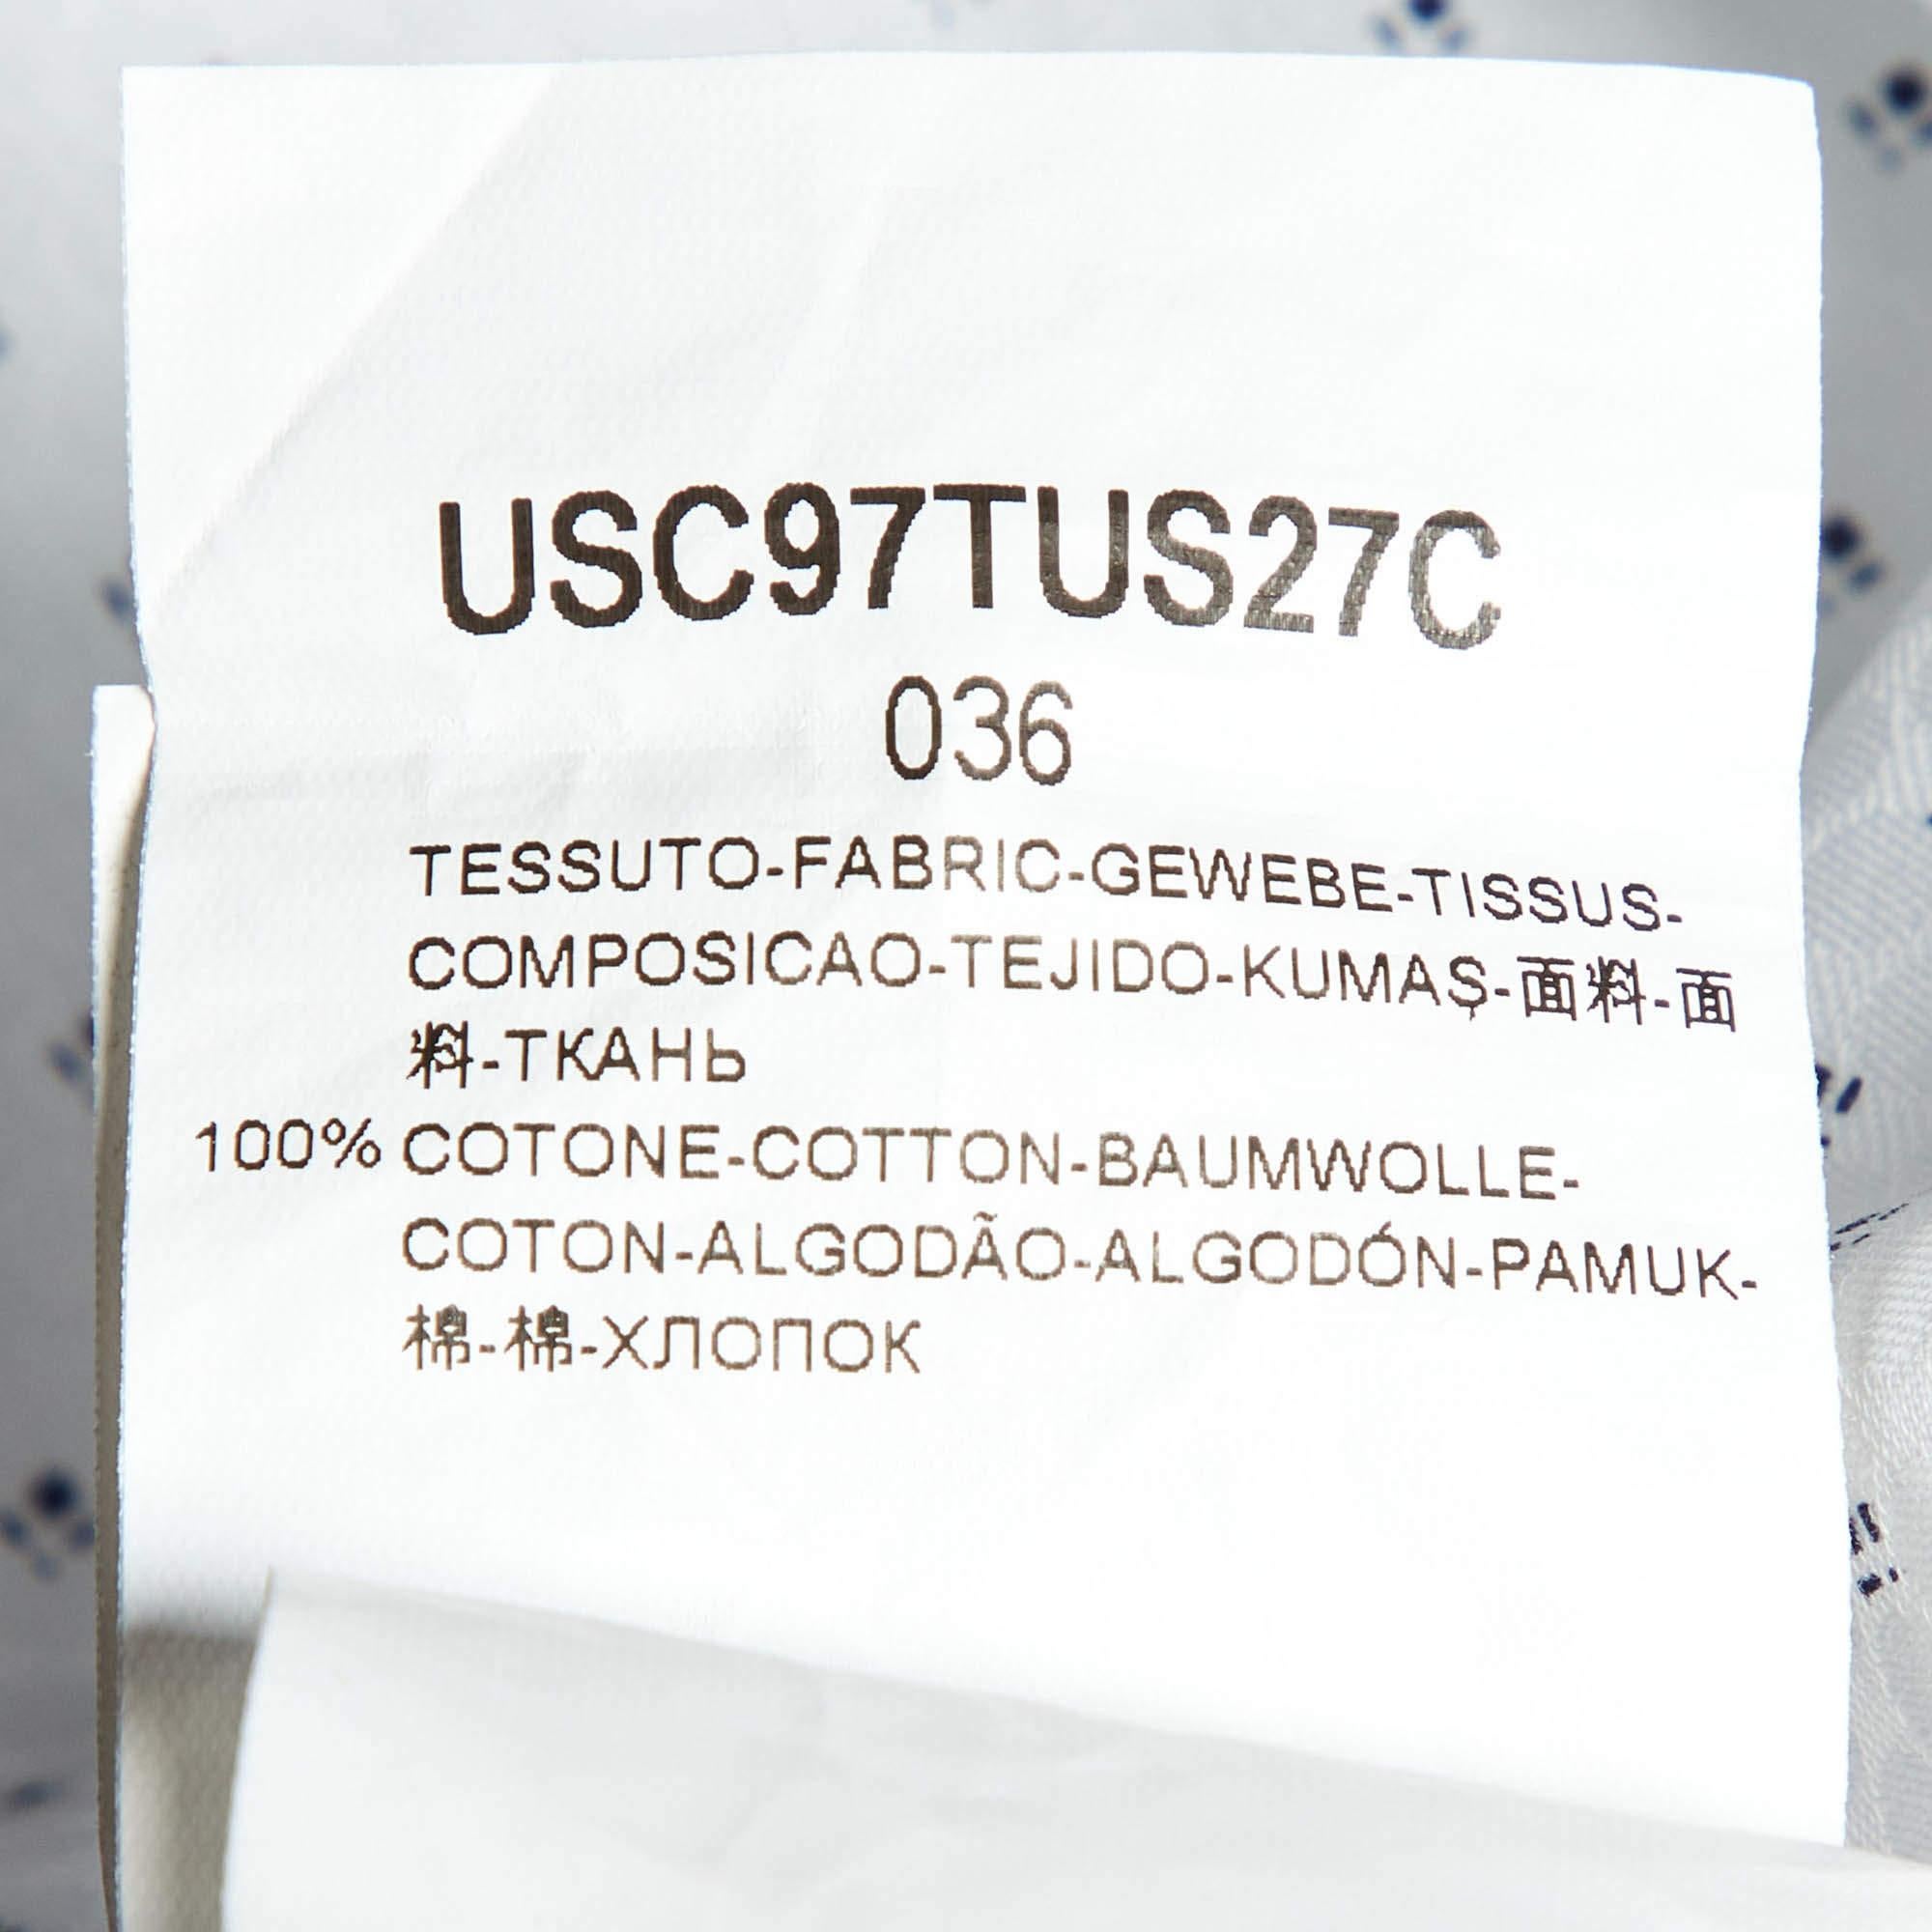 USC97TUS27C
036
TESSUTO-FABRIC-GEWEBE-TISSUS-
COMPOSICAO-TEJIDO-KUMAŞ-面料-面
料-ТКАНЬ
100% COTONE-COTTON-BAUMWOLLE-
COTON-ALGODÃO-ALGODÓN-PAMUK-
棉-棉-ХЛОПОК